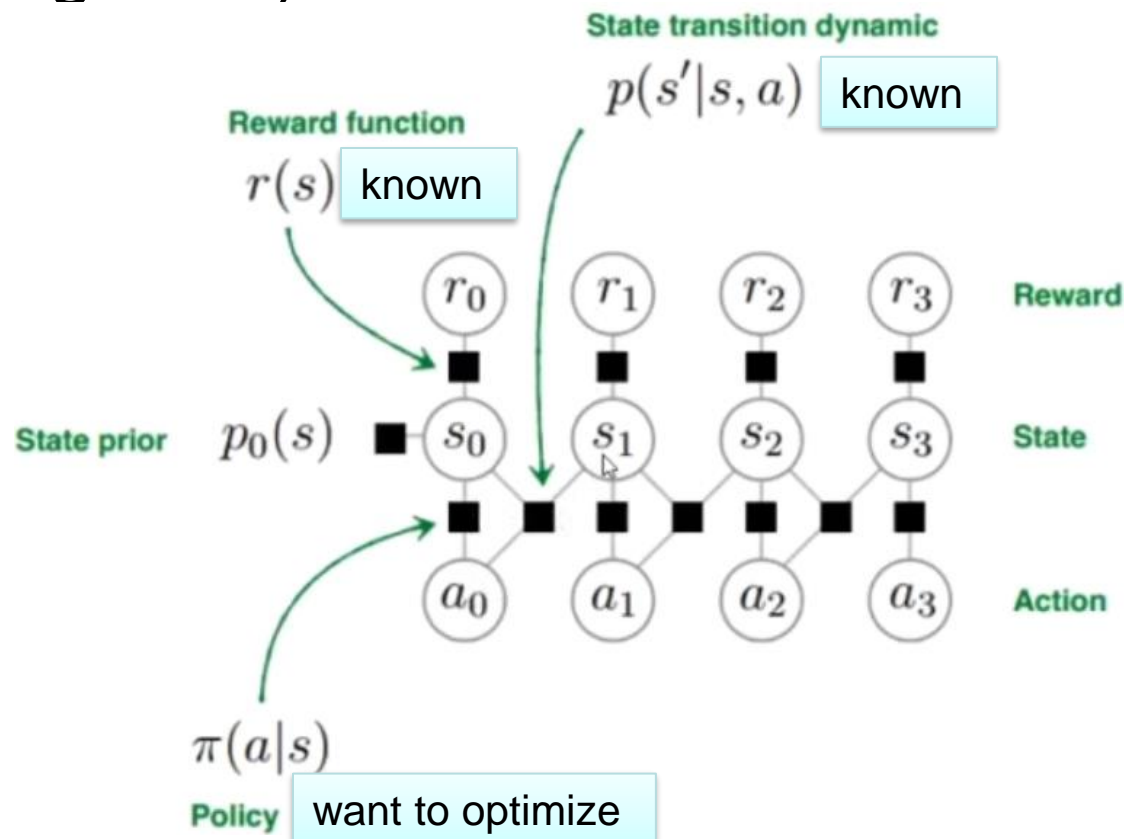 State transition dynamic
p(s'|s, a) known
Reward function
r(s) known
r₀ r₁ r₂ r₃ Reward
State prior p₀(s) s₀ s₁ s₂ s₃ State
a₀ a₁ a₂ a₃ Action
π(a|s)
Policy want to optimize